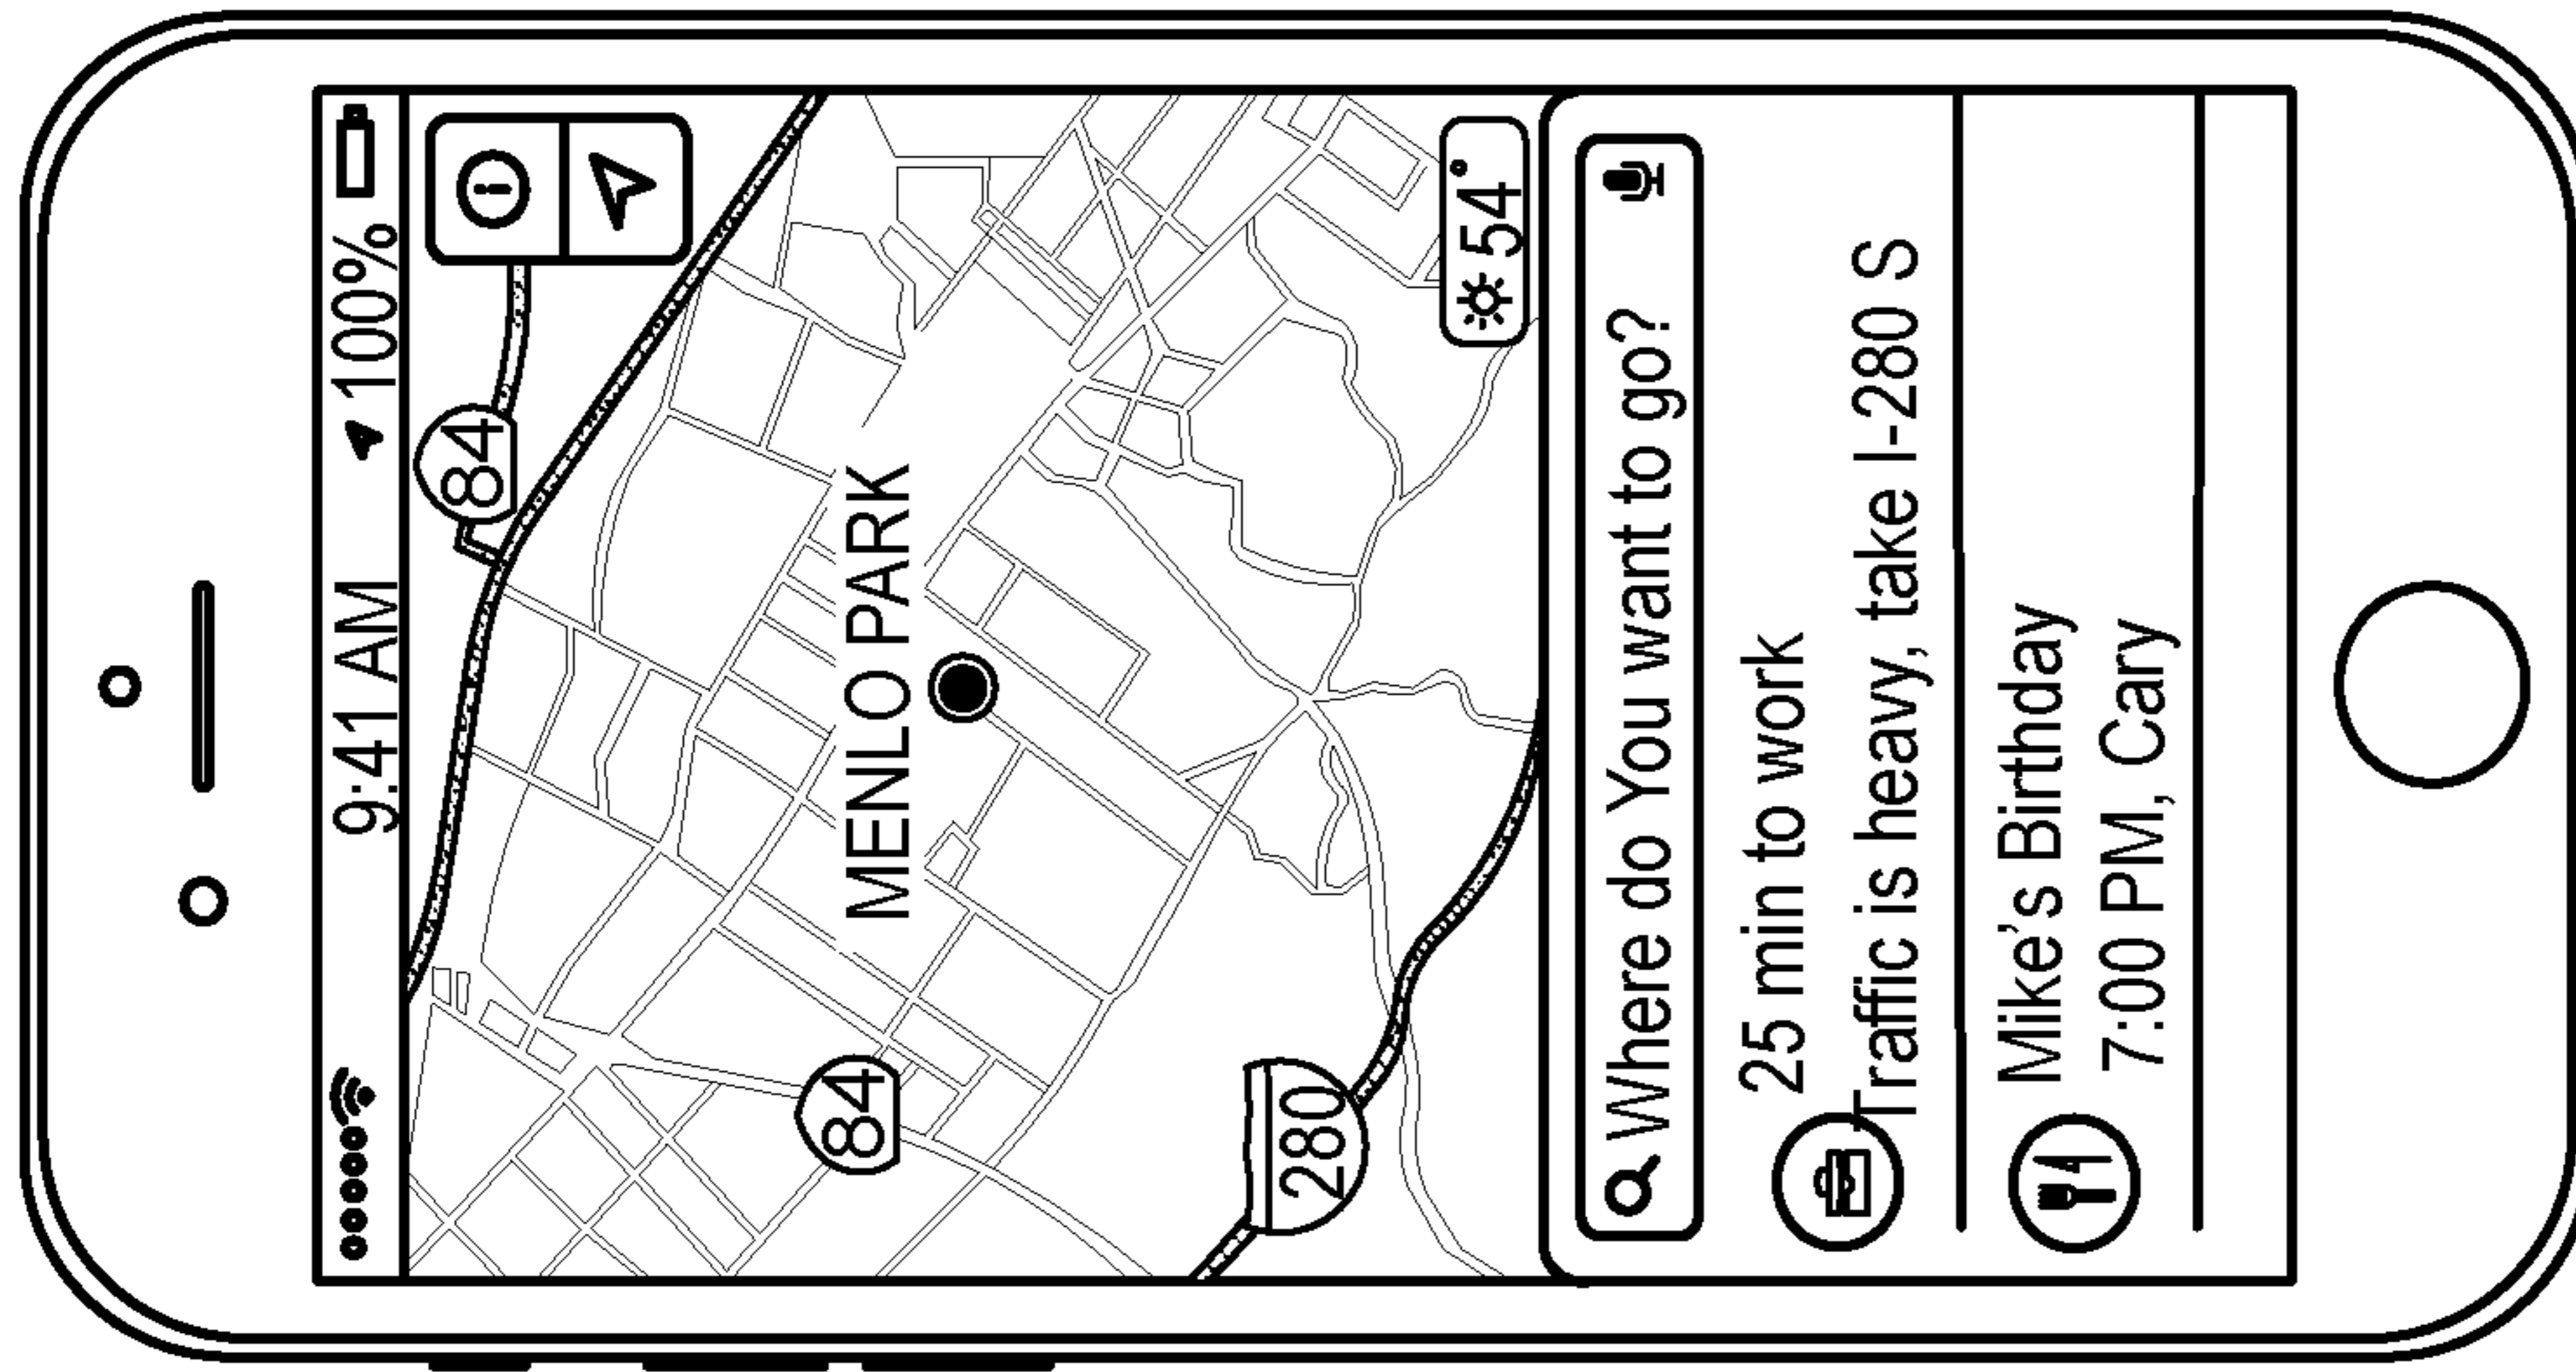 9:41 AM 100%
84
MENLO PARK
84
280
54°
Where do You want to go?
25 min to work
Traffic is heavy, take I-280 S
Mike's Birthday
7:00 PM, Cary